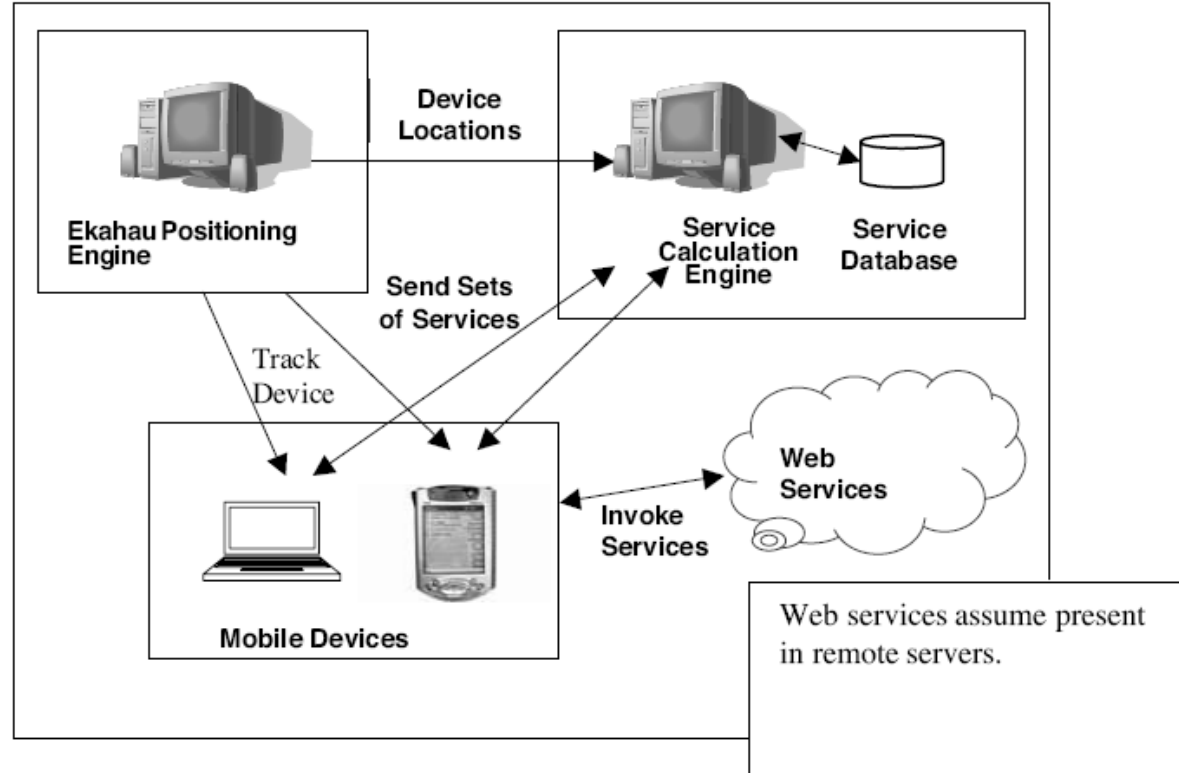 Device
Locations
Ekahau Positioning
Engine
Service
Calculation
Engine
Service
Database
Send Sets
of Services
Track
Device
Web
Services
Invoke
Services
Mobile Devices
Web services assume present
in remote servers.